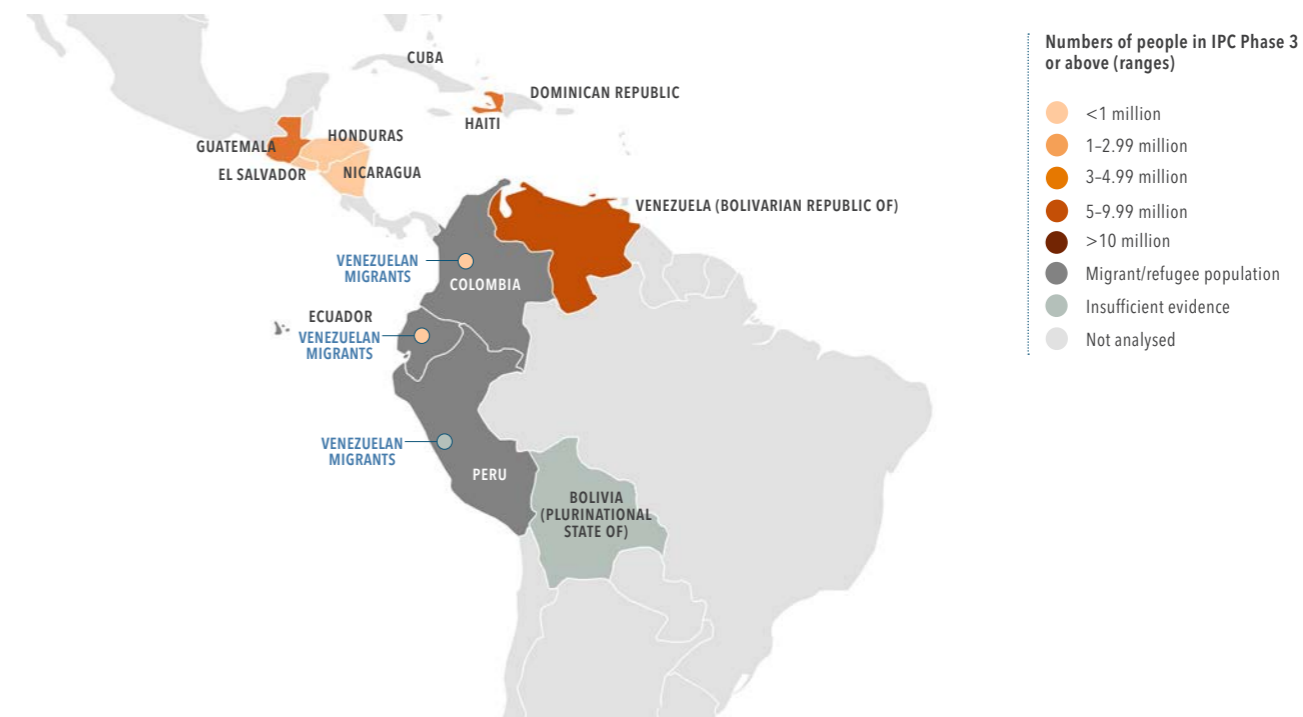 CUBA
DOMINICAN REPUBLIC
HAITI
GUATEMALA
HONDURAS
EL SALVADOR
NICARAGUA
VENEZUELA (BOLIVARIAN REPUBLIC OF)
VENEZUELAN
MIGRANTS
COLOMBIA
ECUADOR
VENEZUELAN
MIGRANTS
VENEZUELAN
MIGRANTS
PERU
BOLIVIA
(PLURINATIONAL
STATE OF)
Numbers of people in IPC Phase 3
or above (ranges)
<1 million
1–2.99 million
3–4.99 million
5–9.99 million
>10 million
Migrant/refugee population
Insufficient evidence
Not analysed